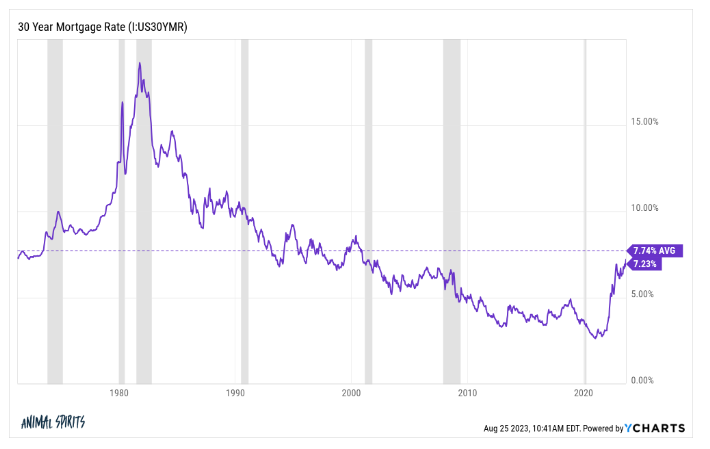 30 Year Mortgage Rate (I:US30YMR)
15.00%
10.00%
7.74% AVG
7.23%
5.00%
0.00%
1980 1990 2000 2010 2020
ANIMAL SPIRITS
Aug 25 2023, 10:41AM EDT. Powered by YCHARTS